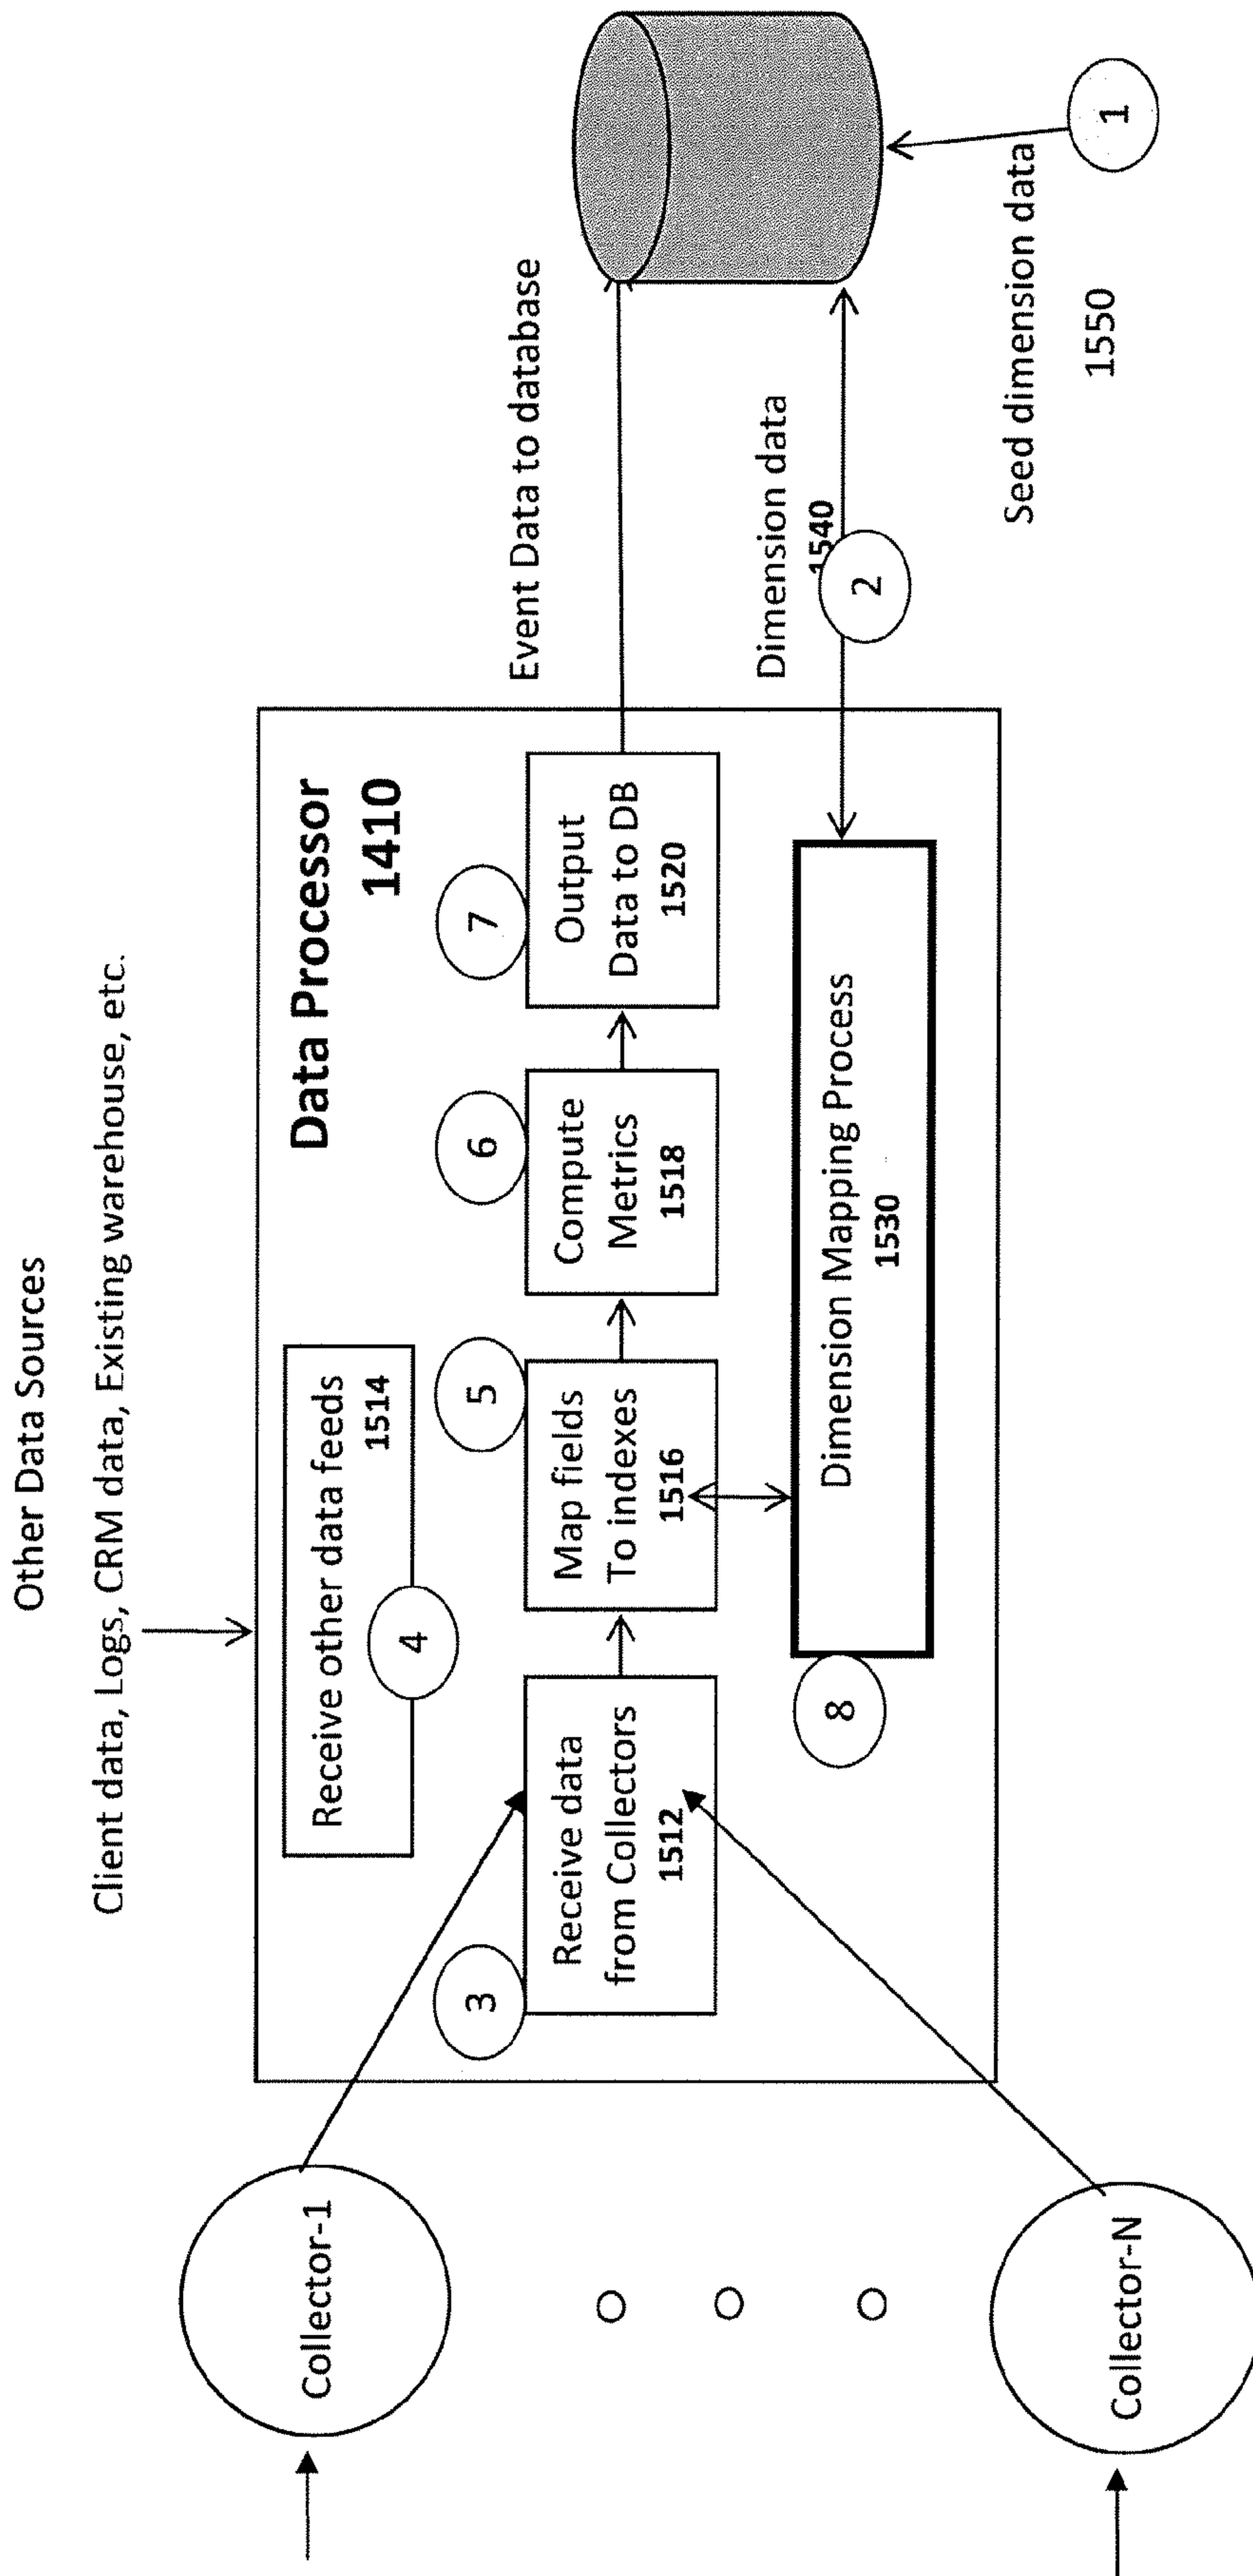 Other Data Sources
Client data, Logs, CRM data, Existing warehouse, etc.
Data Processor
1410
Receive other data feeds
1514
4
Collector-1
3
Receive data
from Collectors
1512
5
Map fields
To indexes
1516
6
Compute
Metrics
1518
7
Output
Data to DB
1520
Event Data to database
8
Dimension Mapping Process
1530
Dimension data
1540
2
Collector-N
Seed dimension data
1550
1